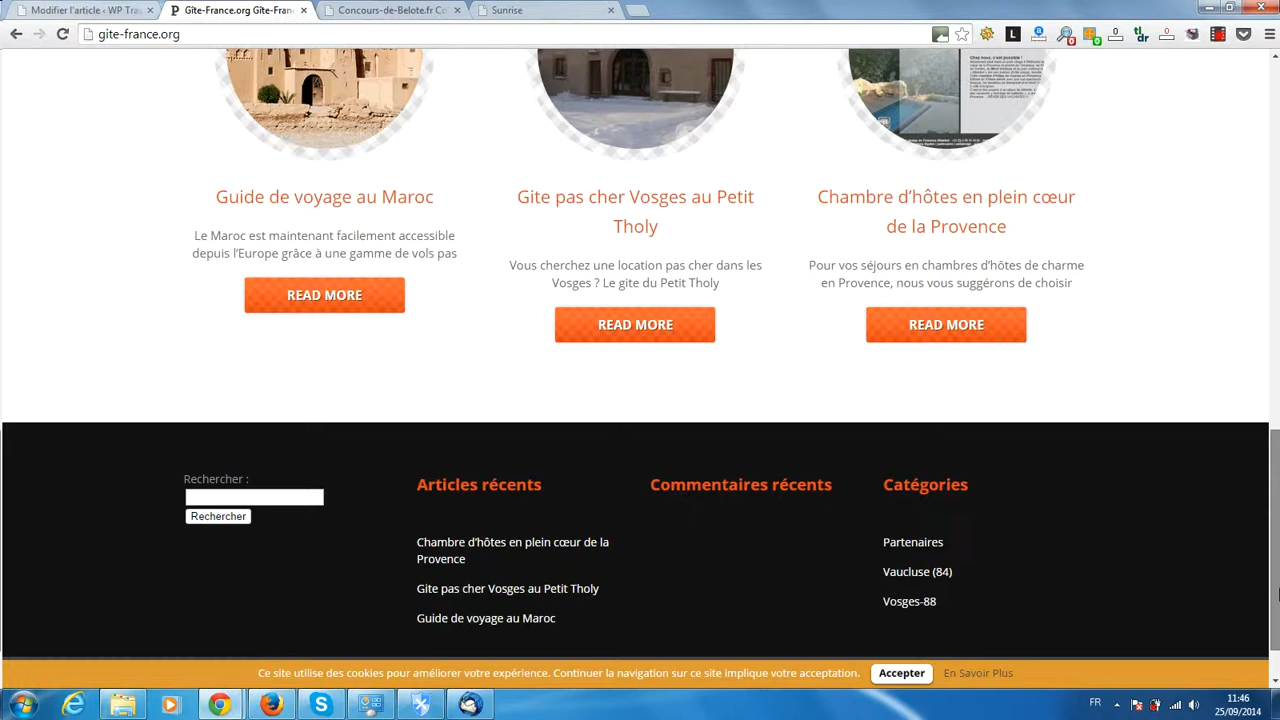 Modifier l'article ‹ WP Tra
Gite-France.org Gite-Fran
Concours-de-Belote.fr Co
Sunrise
gite-france.org
Chez nous, c'est possible !
Guide de voyage au Maroc
Gite pas cher Vosges au Petit
Tholy
Chambre d'hôtes en plein cœur
de la Provence
Le Maroc est maintenant facilement accessible
depuis l'Europe grâce à une gamme de vols pas
Vous cherchez une location pas cher dans les
Vosges ? Le gite du Petit Tholy
Pour vos séjours en chambres d'hôtes de charme
en Provence, nous vous suggérons de choisir
READ MORE
READ MORE
READ MORE
Rechercher :
Rechercher
Articles récents
Chambre d'hôtes en plein cœur de la
Provence
Gite pas cher Vosges au Petit Tholy
Guide de voyage au Maroc
Commentaires récents
Catégories
Partenaires
Vaucluse (84)
Vosges-88
Ce site utilise des cookies pour améliorer votre expérience. Continuer la navigation sur ce site implique votre acceptation.
Accepter
En Savoir Plus
FR
11:46
25/09/2014